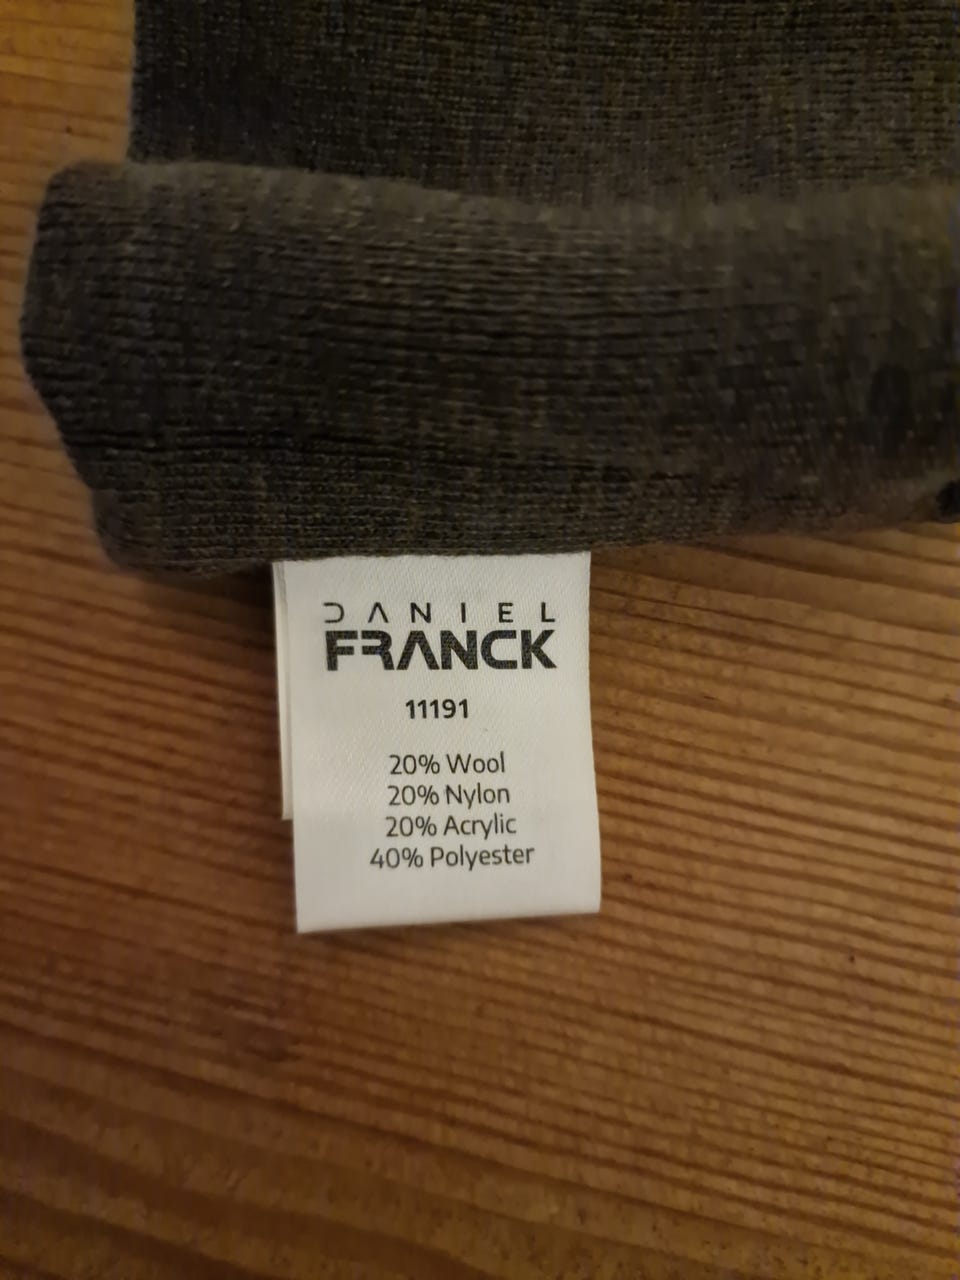 DANIEL
FRANCK
11191
20% Wool
20% Nylon
20% Acrylic
40% Polyester